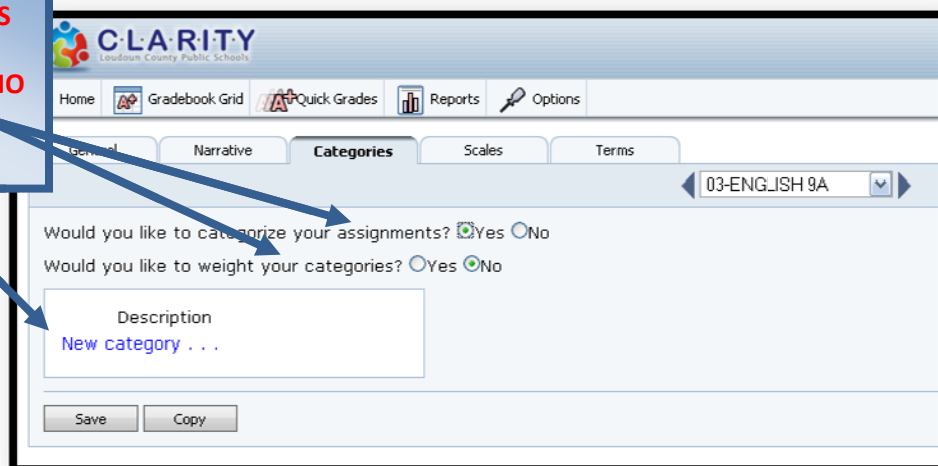 S
C·L·A·R·I·T·Y
Loudoun County Public Schools
IO
Home Gradebook Grid Quick Grades Reports Options
General Narrative Categories Scales Terms
03-ENGLISH 9A
Would you like to categorize your assignments? Yes No
Would you like to weight your categories? Yes No
Description
New category . . .
Save Copy